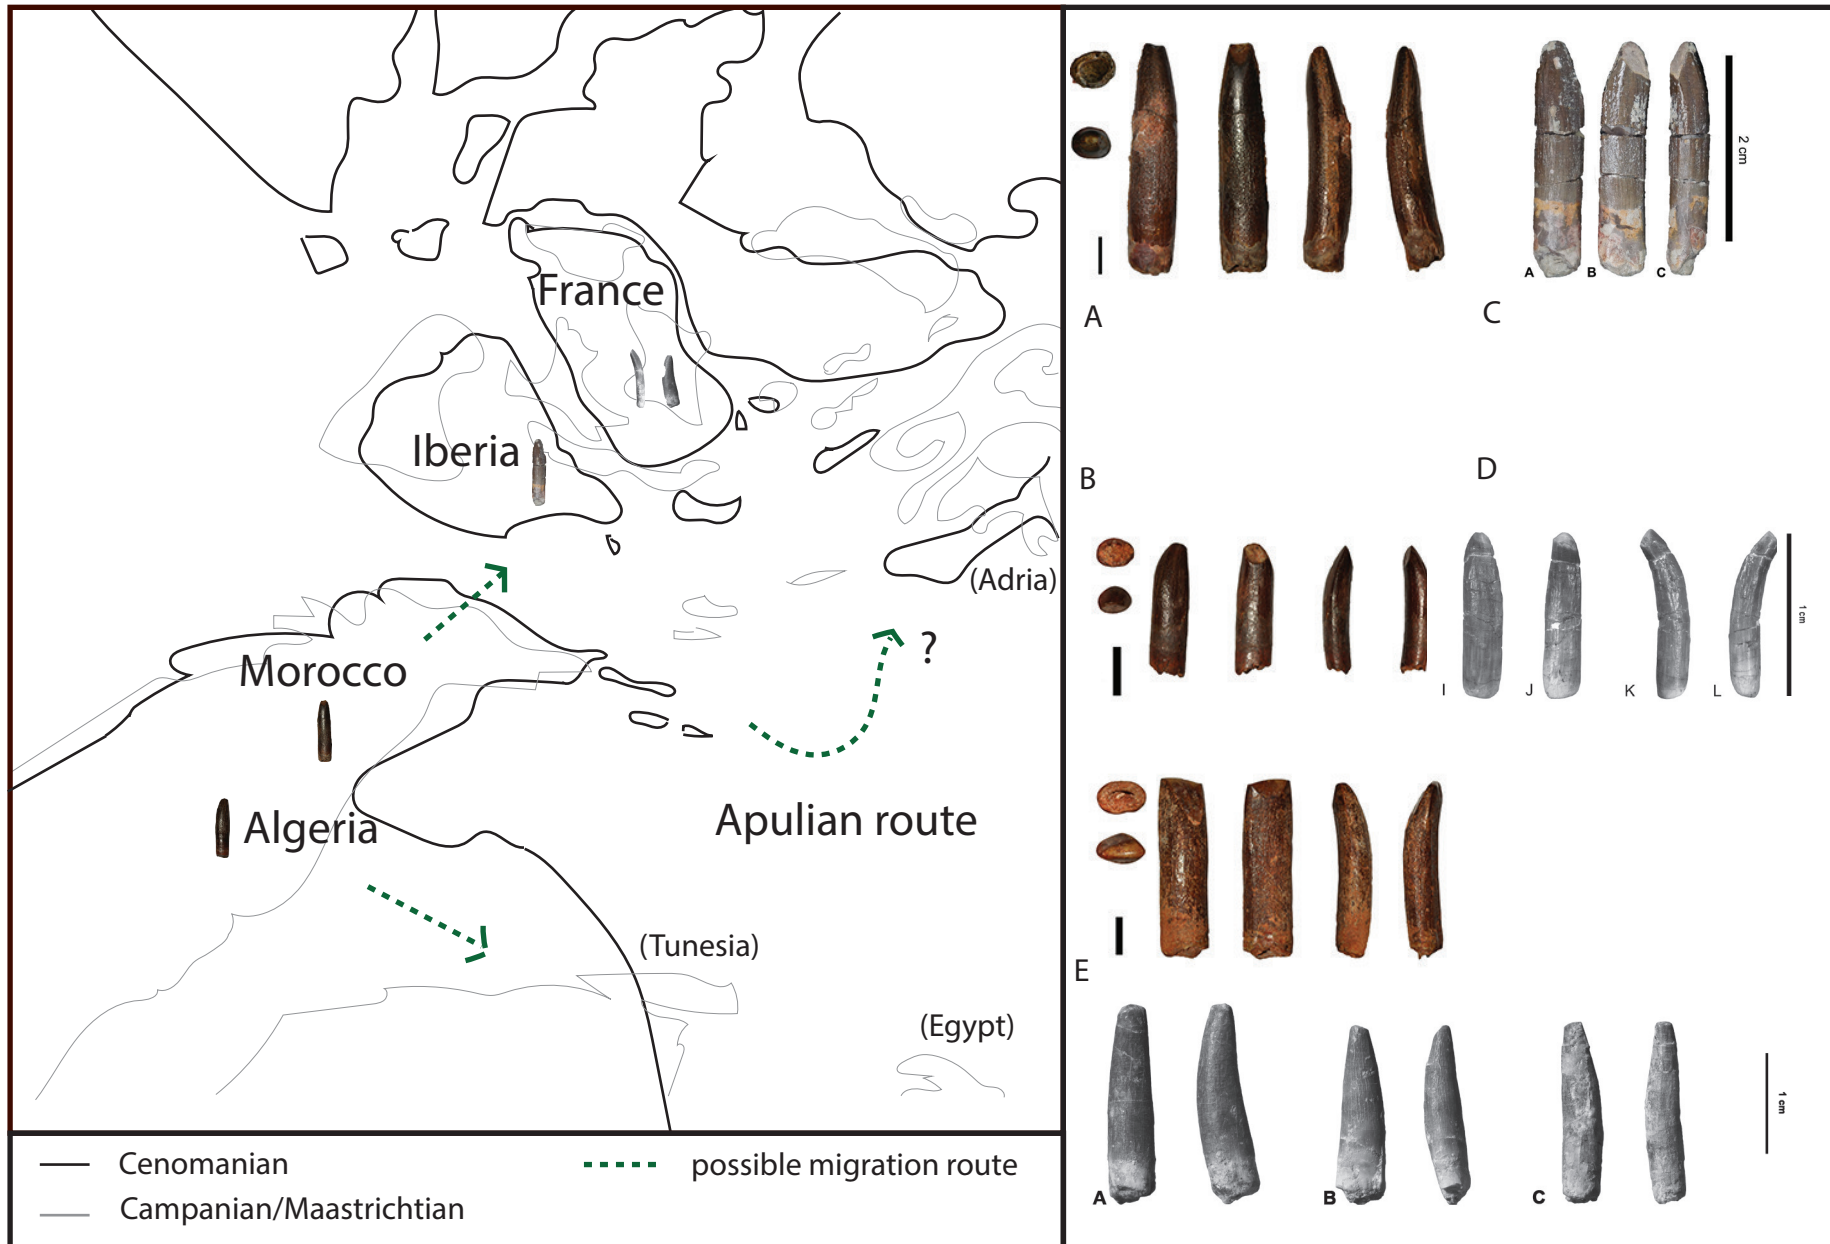 France
Iberia
(Adria)
Morocco
?
Algeria
Apulian route
(Tunesia)
(Egypt)
Cenomanian
possible migration route
Campanian/Maastrichtian
A B C
2 cm
A
C
B
D
I J K L
1 cm
E
A B C
1 cm